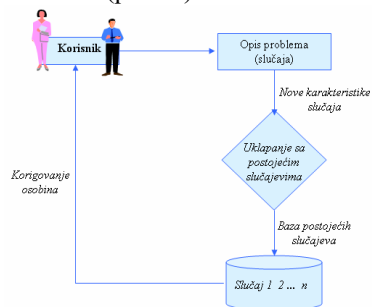 Korisnik
Opis problema
(slučaja)
Nove karakteristike
slučaja
Uklapanje sa
postojećim
slučajevima
Korigovanje
osobina
Baza postojećih
slučajeva
Slučaj 1 2 ... n